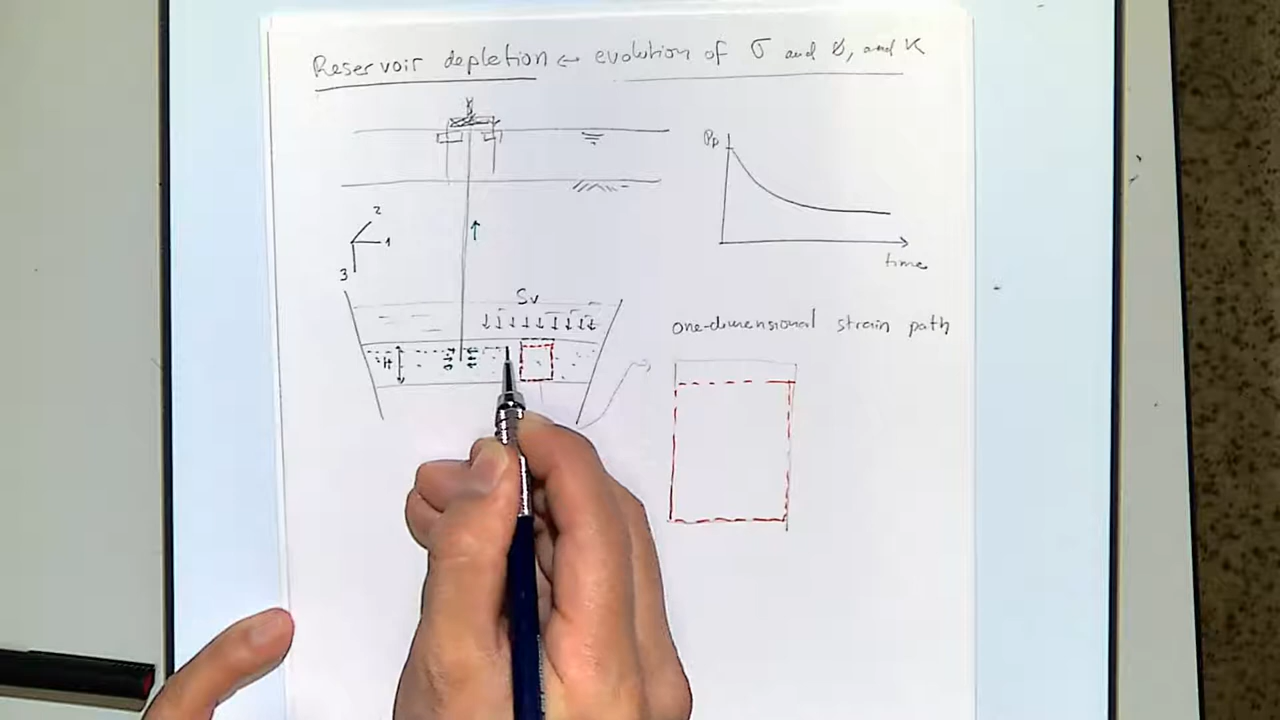 Reservoir depletion ↔ evolution of σ and ø, and K
Pp
time
2
1
3
Sv
H
one-dimensional strain path